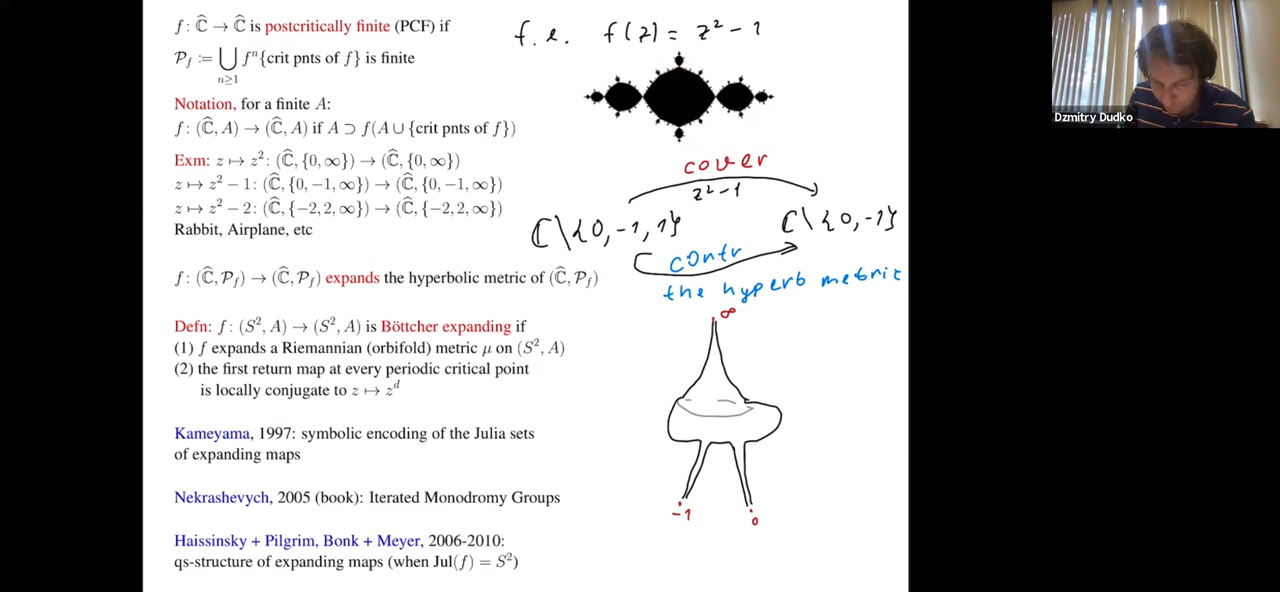 f: Ĉ → Ĉ is postcritically finite (PCF) if
𝒫_f := ⋃_{n≥1} fⁿ{crit pnts of f} is finite
Notation, for a finite A:
f: (Ĉ, A) → (Ĉ, A) if A ⊃ f(A ∪ {crit pnts of f})
Exm: z ↦ z²: (Ĉ, {0, ∞}) → (Ĉ, {0, ∞})
z ↦ z² − 1: (Ĉ, {0, −1, ∞}) → (Ĉ, {0, −1, ∞})
z ↦ z² − 2: (Ĉ, {−2, 2, ∞}) → (Ĉ, {−2, 2, ∞})
Rabbit, Airplane, etc
f: (Ĉ, 𝒫_f) → (Ĉ, 𝒫_f) expands the hyperbolic metric of (Ĉ, 𝒫_f)
Defn: f: (S², A) → (S², A) is Böttcher expanding if
(1) f expands a Riemannian (orbifold) metric μ on (S², A)
(2) the first return map at every periodic critical point
is locally conjugate to z ↦ z^d
Kameyama, 1997: symbolic encoding of the Julia sets
of expanding maps
Nekrashevych, 2005 (book): Iterated Monodromy Groups
Haissinsky + Pilgrim, Bonk + Meyer, 2006-2010:
qs-structure of expanding maps (when Jul(f) = S²)
f.e. f(z) = z² − 1
cover
z² − 1
ℂ\{0, −1, 1}
ℂ\{0, −1}
contr
the hyperb metric
∞
−1
0
Dzmitry Dudko